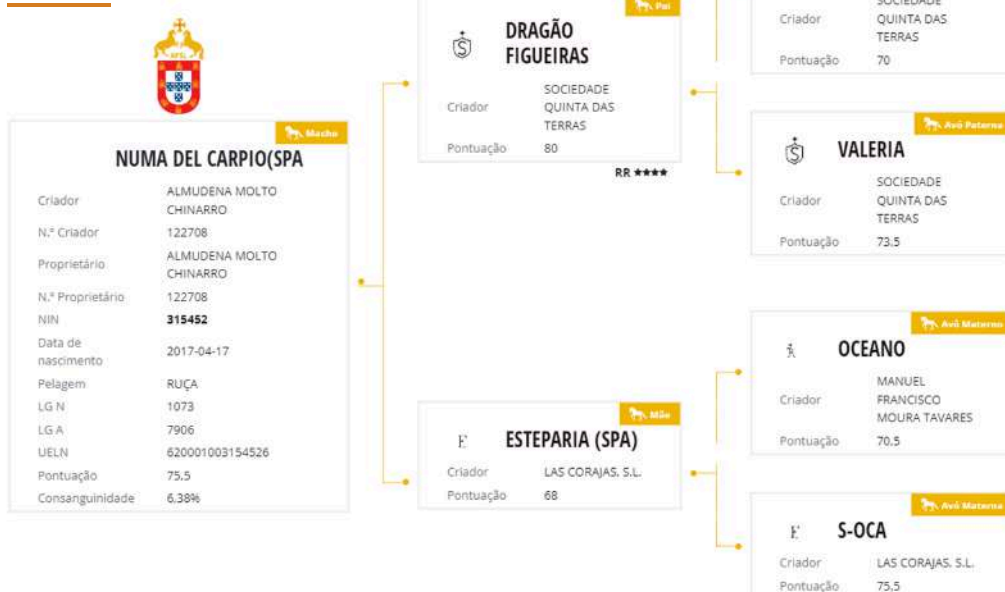 APSL
Macho
NUMA DEL CARPIO(SPA
Criador
ALMUDENA MOLTO
CHINARRO
N.º Criador
122708
Proprietário
ALMUDENA MOLTO
CHINARRO
N.º Proprietário
122708
NIN
315452
Data de
nascimento
2017-04-17
Pelagem
RUÇA
LG N
1073
LG A
7906
UELN
620001003154526
Pontuação
75,5
Consanguinidade
6.38%
Pai
DRAGÃO
FIGUEIRAS
Criador
SOCIEDADE
QUINTA DAS
TERRAS
Pontuação
80
RR ★★★★
Mãe
E
ESTEPARIA (SPA)
Criador
LAS CORAJAS, S.L.
Pontuação
68
Criador
SOCIEDADE
QUINTA DAS
TERRAS
Pontuação
70
Avó Paterna
VALERIA
Criador
SOCIEDADE
QUINTA DAS
TERRAS
Pontuação
73.5
Avô Materno
OCEANO
Criador
MANUEL
FRANCISCO
MOURA TAVARES
Pontuação
70.5
Avó Materna
E
S-OCA
Criador
LAS CORAJAS, S.L.
Pontuação
75,5